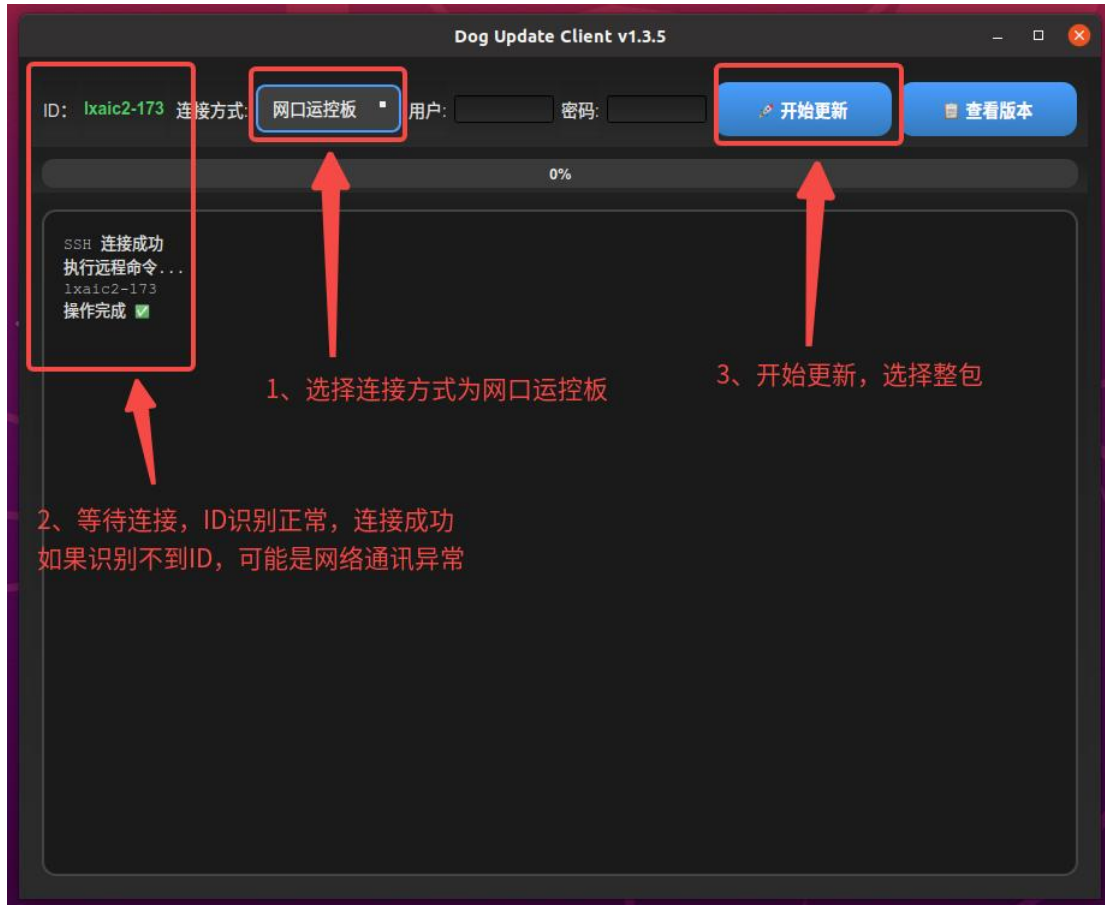 Dog Update Client v1.3.5
ID: lxaic2-173 连接方式: 网口运控板 用户: 密码: 开始更新 查看版本
0%
SSH 连接成功
执行远程命令...
lxaic2-173
操作完成
1、选择连接方式为网口运控板
3、开始更新，选择整包
2、等待连接，ID识别正常，连接成功
如果识别不到ID，可能是网络通讯异常